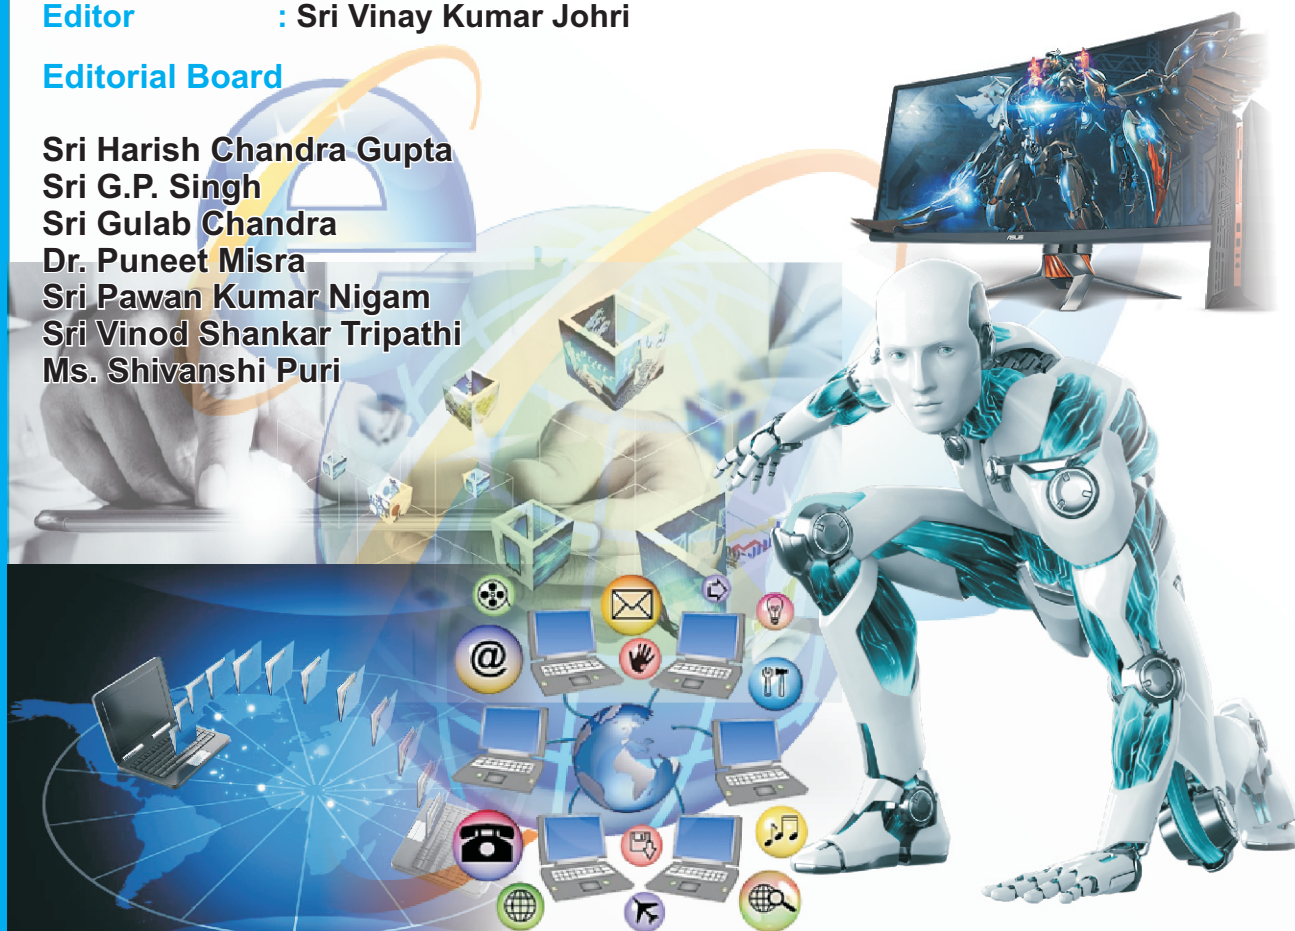 Editor : Sri Vinay Kumar Johri
Editorial Board
Sri Harish Chandra Gupta
Sri G.P. Singh
Sri Gulab Chandra
Dr. Puneet Misra
Sri Pawan Kumar Nigam
Sri Vinod Shankar Tripathi
Ms. Shivanshi Puri
ASUS
@